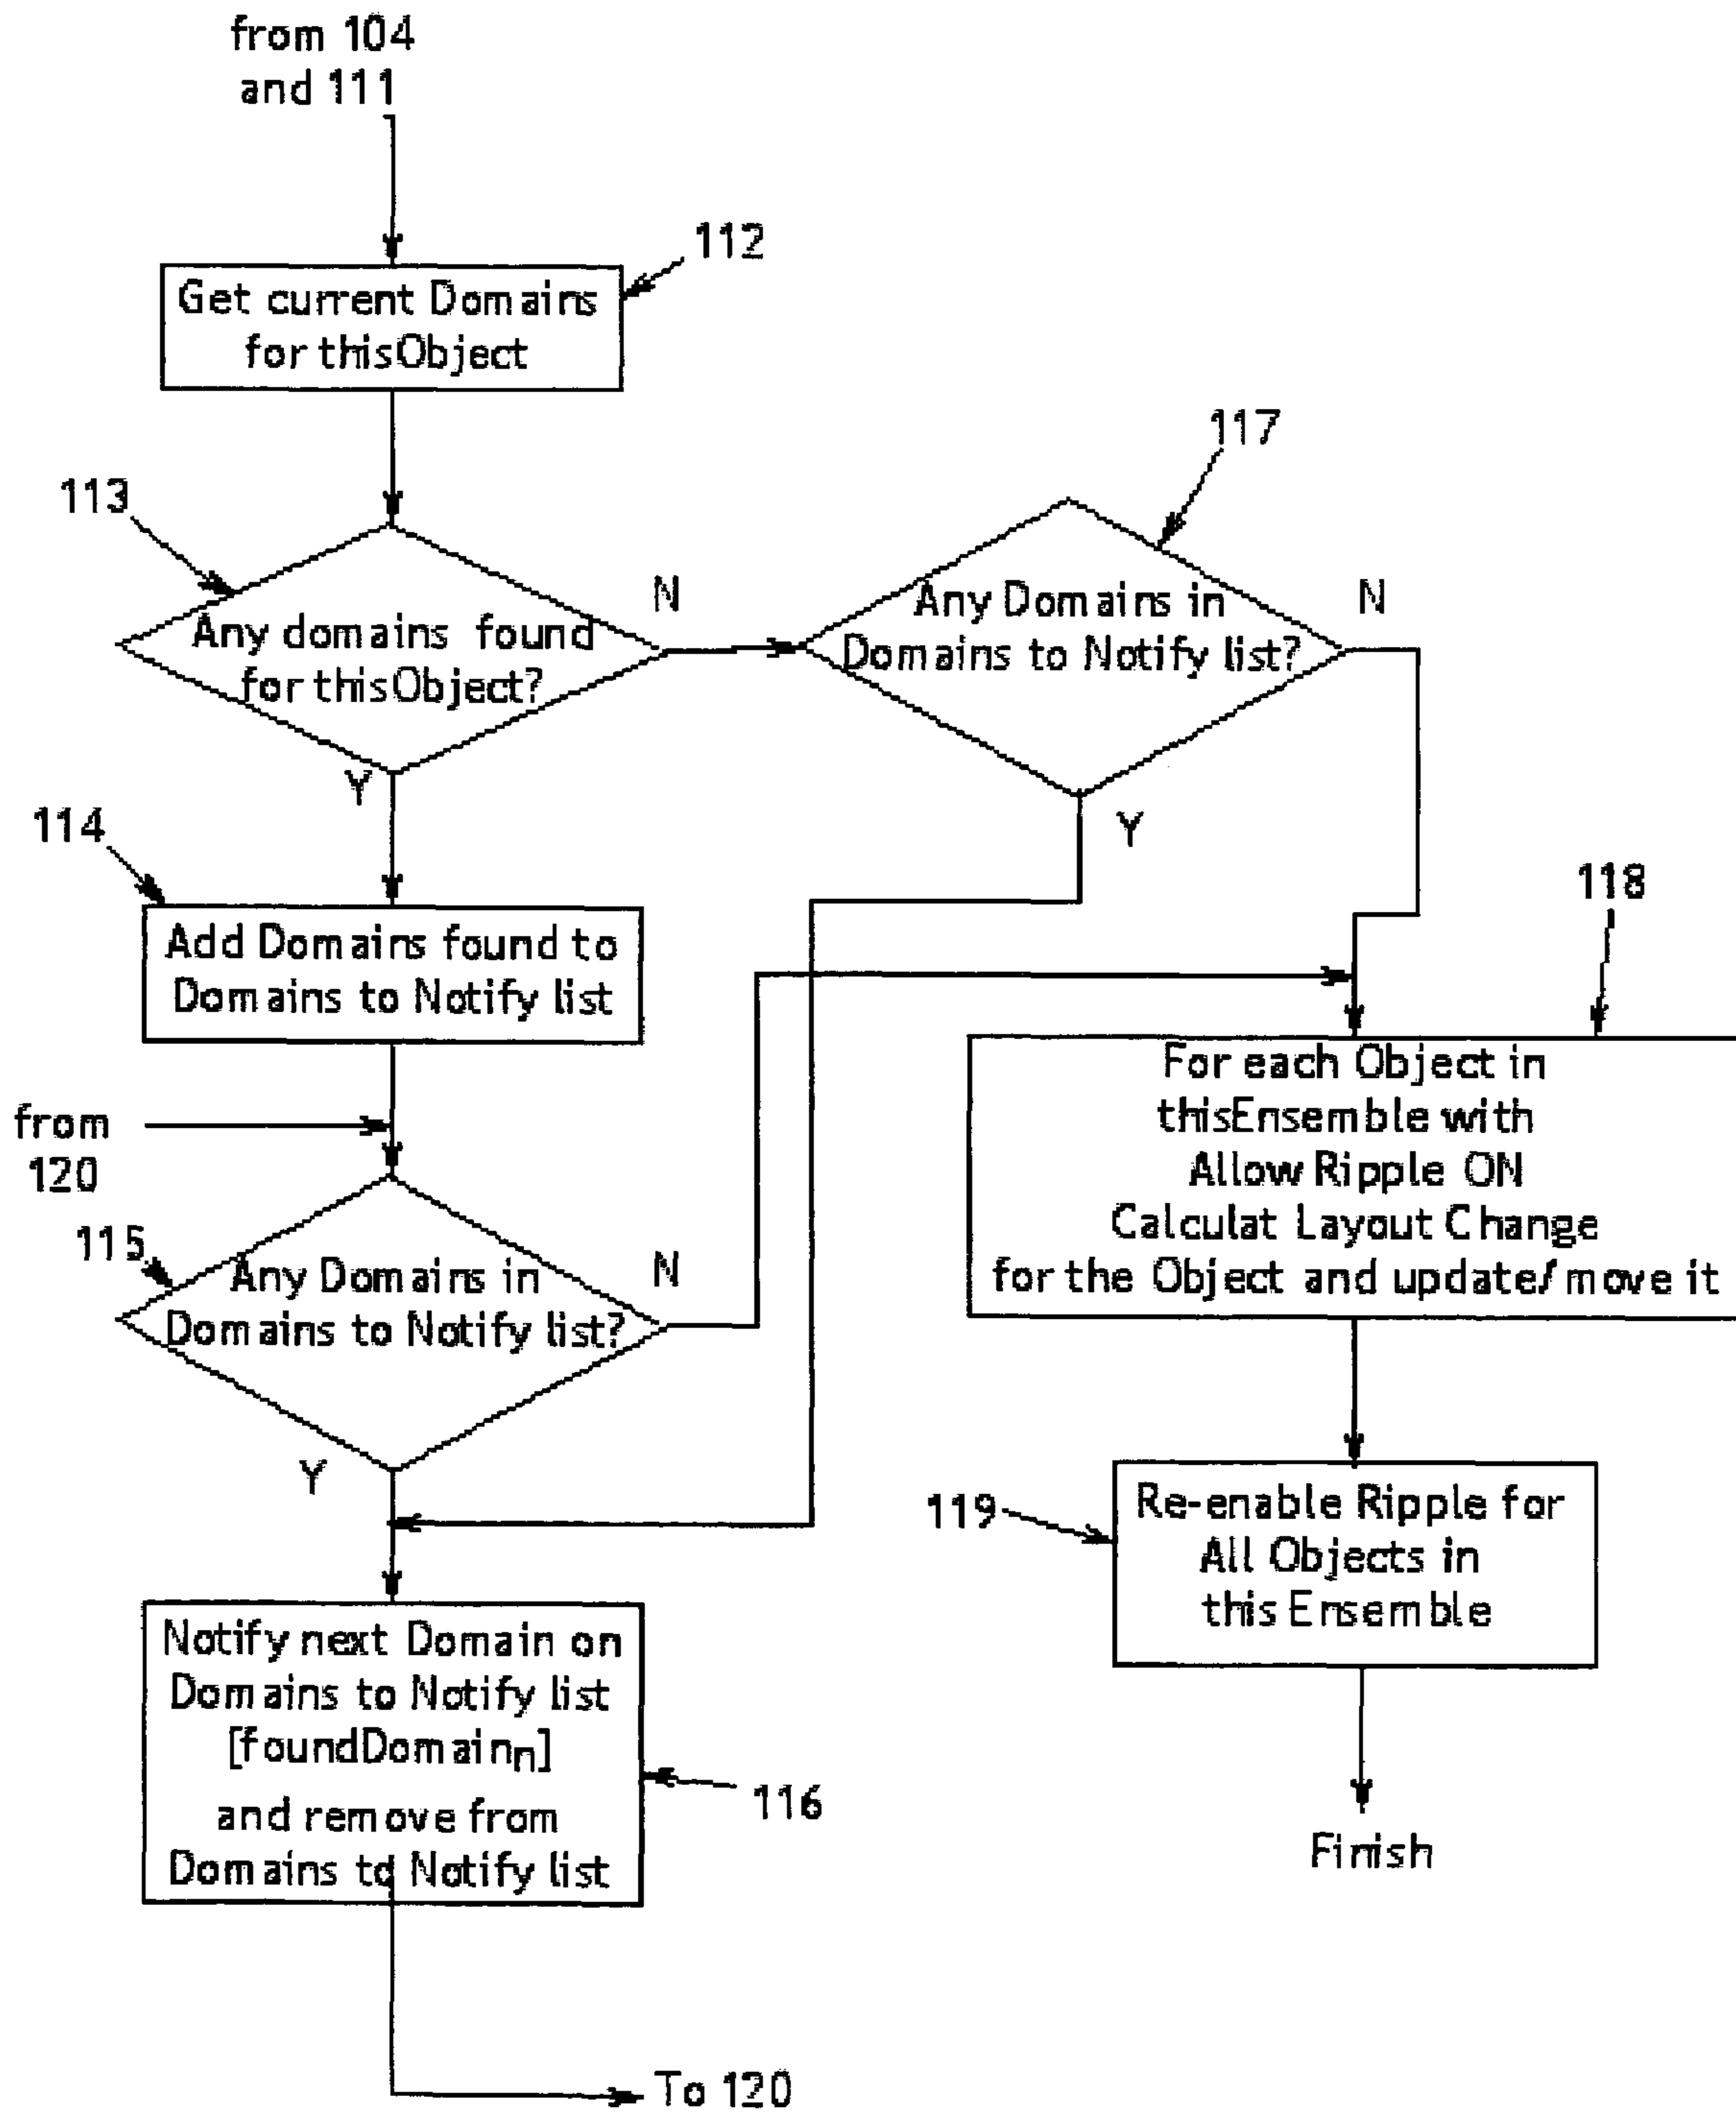 from 104
and 111
112
Get current Domains
for thisObject
113
Any domains found
for thisObject?
N
Y
117
Any Domains in
Domains to Notify list?
N
Y
114
Add Domains found to
Domains to Notify list
from
120
115
Any Domains in
Domains to Notify list?
N
Y
118
For each Object in
thisEnsemble with
Allow Ripple ON
Calculat Layout Change
for the Object and update/move it
119
Re-enable Ripple for
All Objects in
this Ensemble
Finish
Notify next Domain on
Domains to Notify list
[foundDomainn]
and remove from
Domains to Notify list
116
To 120